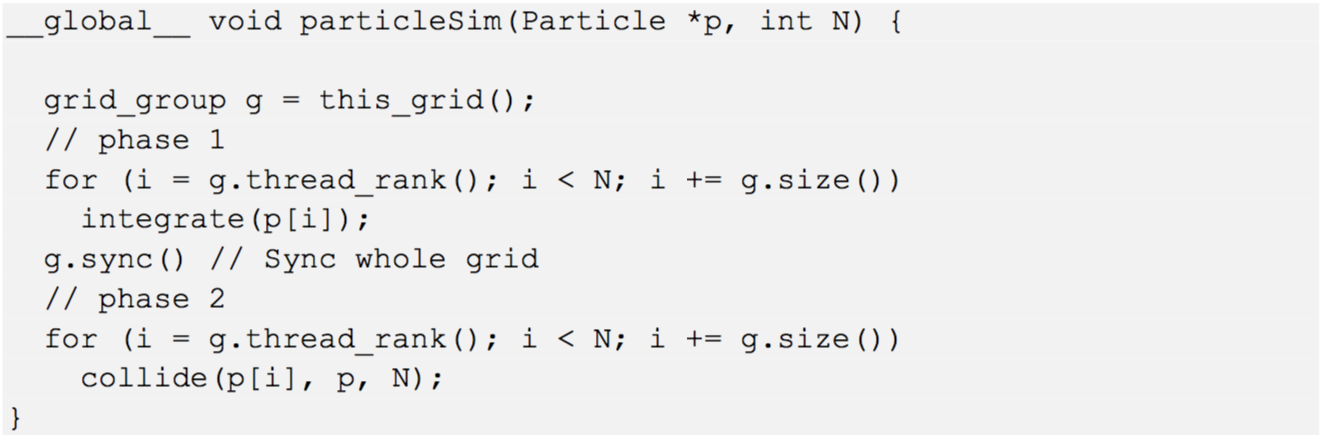 __global__ void particleSim(Particle *p, int N) {
grid_group g = this_grid();
// phase 1
for (i = g.thread_rank(); i < N; i += g.size())
integrate(p[i]);
g.sync() // Sync whole grid
// phase 2
for (i = g.thread_rank(); i < N; i += g.size())
collide(p[i], p, N);
}